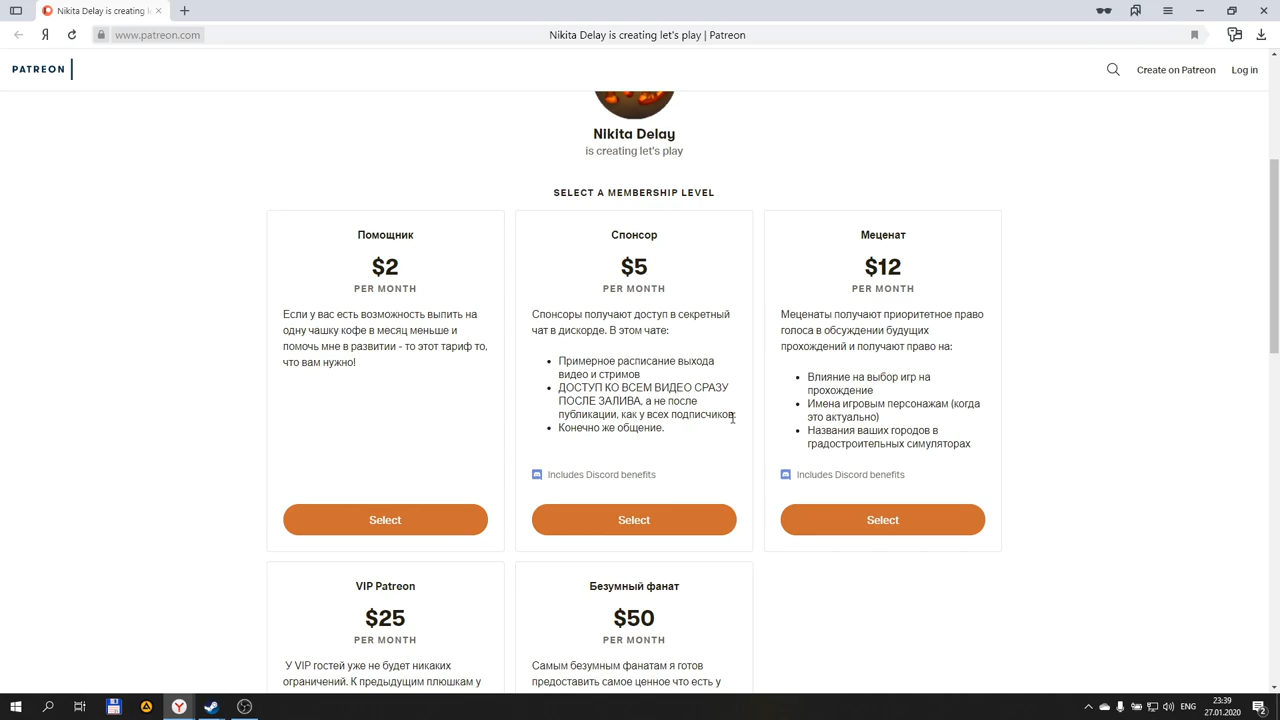 Nikita Delay is creating l
www.patreon.com
Nikita Delay is creating let's play | Patreon
PATREON
Create on Patreon
Log in
Nikita Delay
is creating let's play
SELECT A MEMBERSHIP LEVEL
Помощник
$2
PER MONTH
Если у вас есть возможность выпить на
одну чашку кофе в месяц меньше и
помочь мне в развитии - то этот тариф то,
что вам нужно!
Select
Спонсор
$5
PER MONTH
Спонсоры получают доступ в секретный
чат в дискорде. В этом чате:
Примерное расписание выхода
видео и стримов
ДОСТУП КО ВСЕМ ВИДЕО СРАЗУ
ПОСЛЕ ЗАЛИВА, а не после
публикации, как у всех подписчиков.
Конечно же общение.
Includes Discord benefits
Select
Меценат
$12
PER MONTH
Меценаты получают приоритетное право
голоса в обсуждении будущих
прохождений и получают право на:
Влияние на выбор игр на
прохождение
Имена игровым персонажам (когда
это актуально)
Названия ваших городов в
градостроительных симуляторах
Includes Discord benefits
Select
VIP Patreon
$25
PER MONTH
У VIP гостей уже не будет никаких
ограничений. К предыдущим плюшкам у
Безумный фанат
$50
PER MONTH
Самым безумным фанатам я готов
предоставить самое ценное что есть у
ENG
23:39
27.01.2020
2